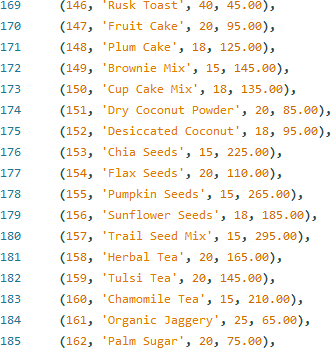 169 (146, 'Rusk Toast', 40, 45.00),
170 (147, 'Fruit Cake', 20, 95.00),
171 (148, 'Plum Cake', 18, 125.00),
172 (149, 'Brownie Mix', 15, 145.00),
173 (150, 'Cup Cake Mix', 18, 135.00),
174 (151, 'Dry Coconut Powder', 20, 85.00),
175 (152, 'Desiccated Coconut', 18, 95.00),
176 (153, 'Chia Seeds', 15, 225.00),
177 (154, 'Flax Seeds', 20, 110.00),
178 (155, 'Pumpkin Seeds', 15, 265.00),
179 (156, 'Sunflower Seeds', 18, 185.00),
180 (157, 'Trail Seed Mix', 15, 295.00),
181 (158, 'Herbal Tea', 20, 165.00),
182 (159, 'Tulsi Tea', 20, 145.00),
183 (160, 'Chamomile Tea', 15, 210.00),
184 (161, 'Organic Jaggery', 25, 65.00),
185 (162, 'Palm Sugar', 20, 75.00),